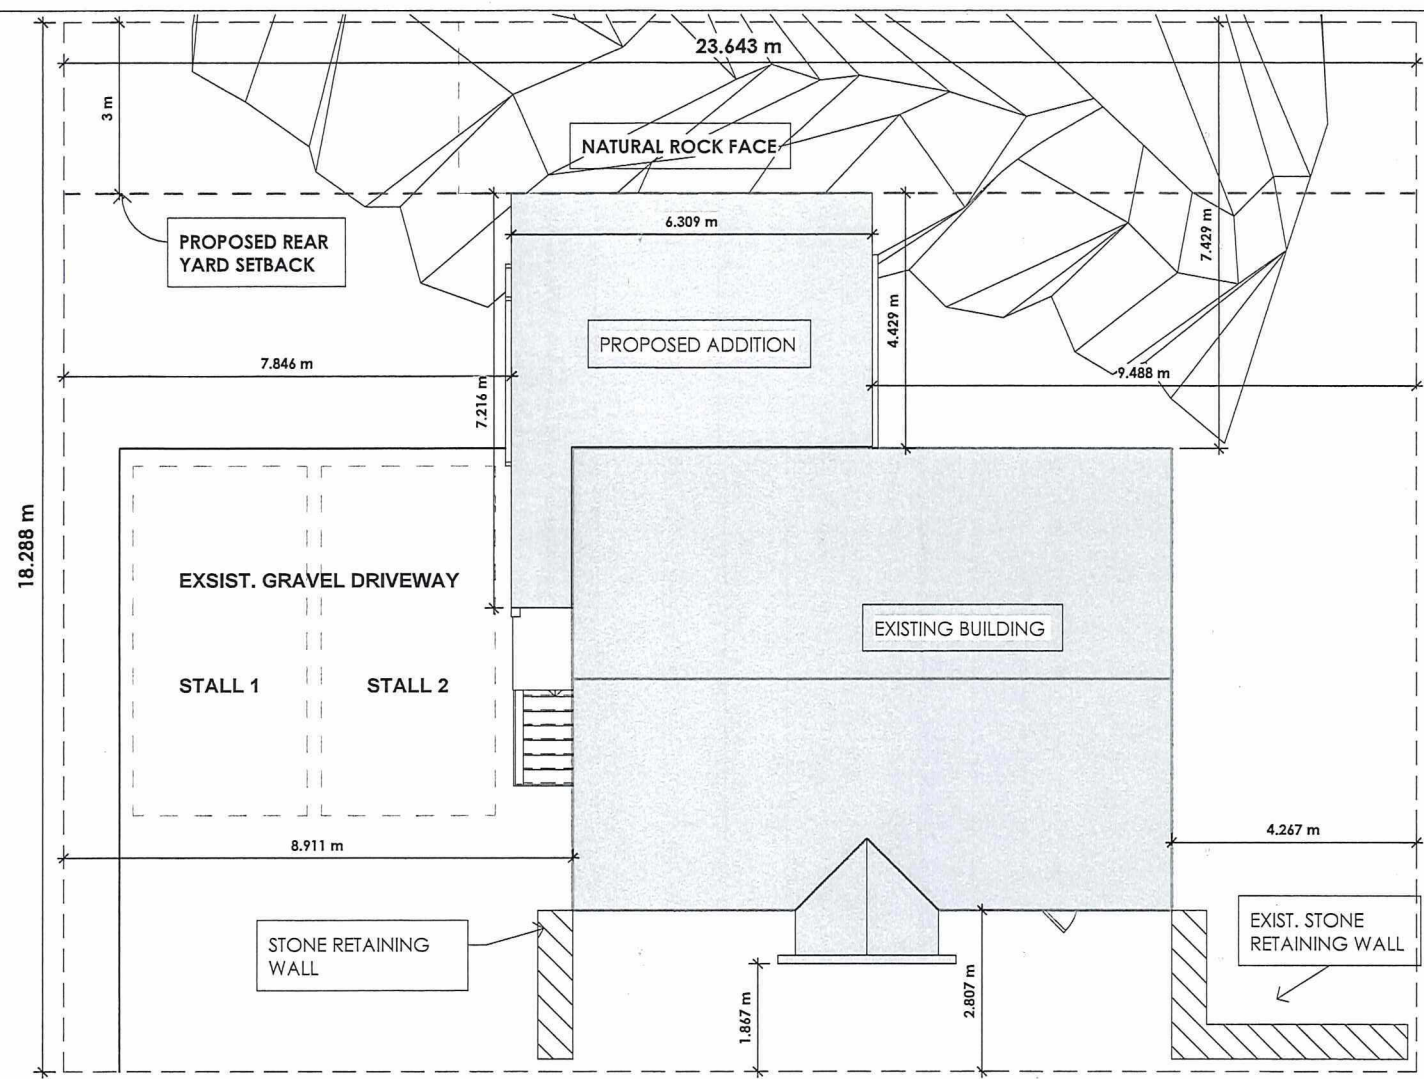 23.643 m
3 m
NATURAL ROCK FACE
6.309 m
7.429 m
PROPOSED REAR
YARD SETBACK
4.429 m
PROPOSED ADDITION
7.846 m
9.488 m
7.216 m
18.288 m
EXSIST. GRAVEL DRIVEWAY
EXISTING BUILDING
STALL 1
STALL 2
8.911 m
4.267 m
STONE RETAINING
WALL
EXIST. STONE
RETAINING WALL
1.867 m
2.807 m